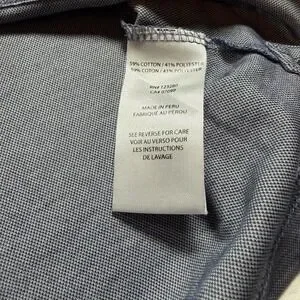 59% COTTON / 41% POLYESTER
59% COTON / 41% POLYESTER
MADE IN PERU
FABRIQUÉ AU PÉROU
SEE REVERSE FOR CARE
VOIR AU VERSO POUR
LES INSTRUCTIONS
DE LAVAGE